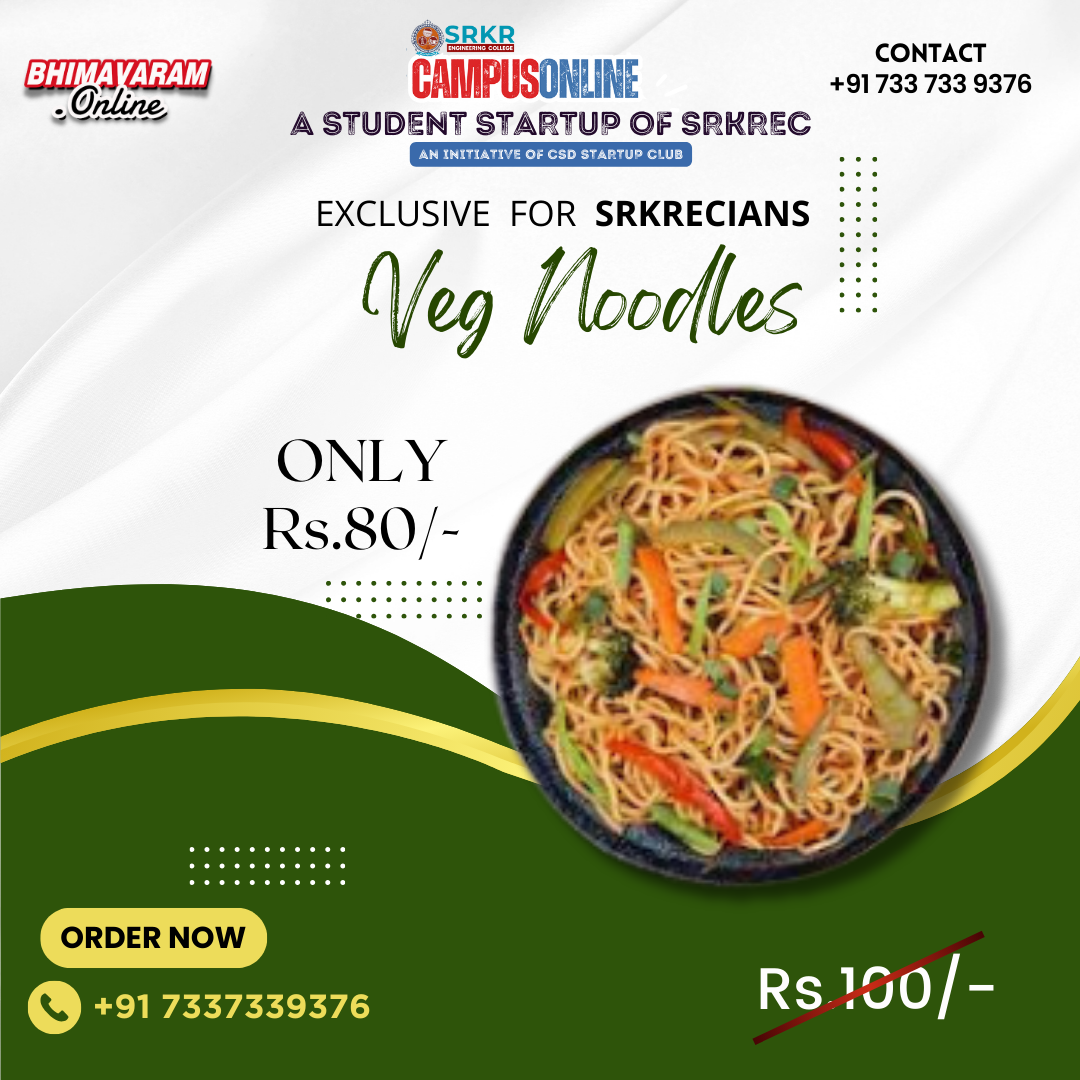 BHIMAVARAM
.Online
SRKR
ENGINEERING COLLEGE
CAMPUSONLINE
A STUDENT STARTUP OF SRKREC
AN INITIATIVE OF CSD STARTUP CLUB
CONTACT
+91 733 733 9376
EXCLUSIVE FOR SRKRECIANS
Veg Noodles
ONLY
Rs.80/-
ORDER NOW
+91 7337339376
Rs.100/-